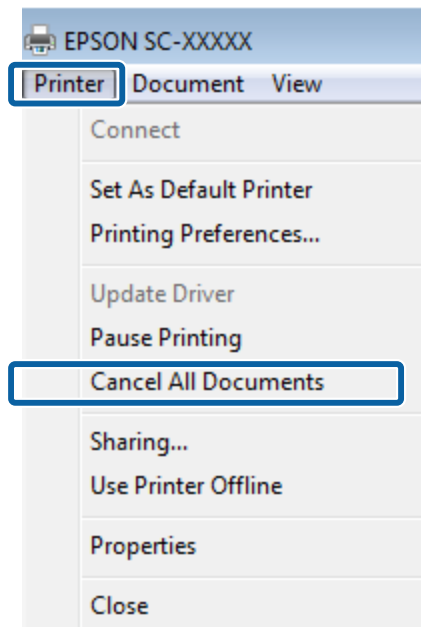 EPSON SC-XXXXX
Printer Document View
Connect
Set As Default Printer
Printing Preferences...
Update Driver
Pause Printing
Cancel All Documents
Sharing...
Use Printer Offline
Properties
Close